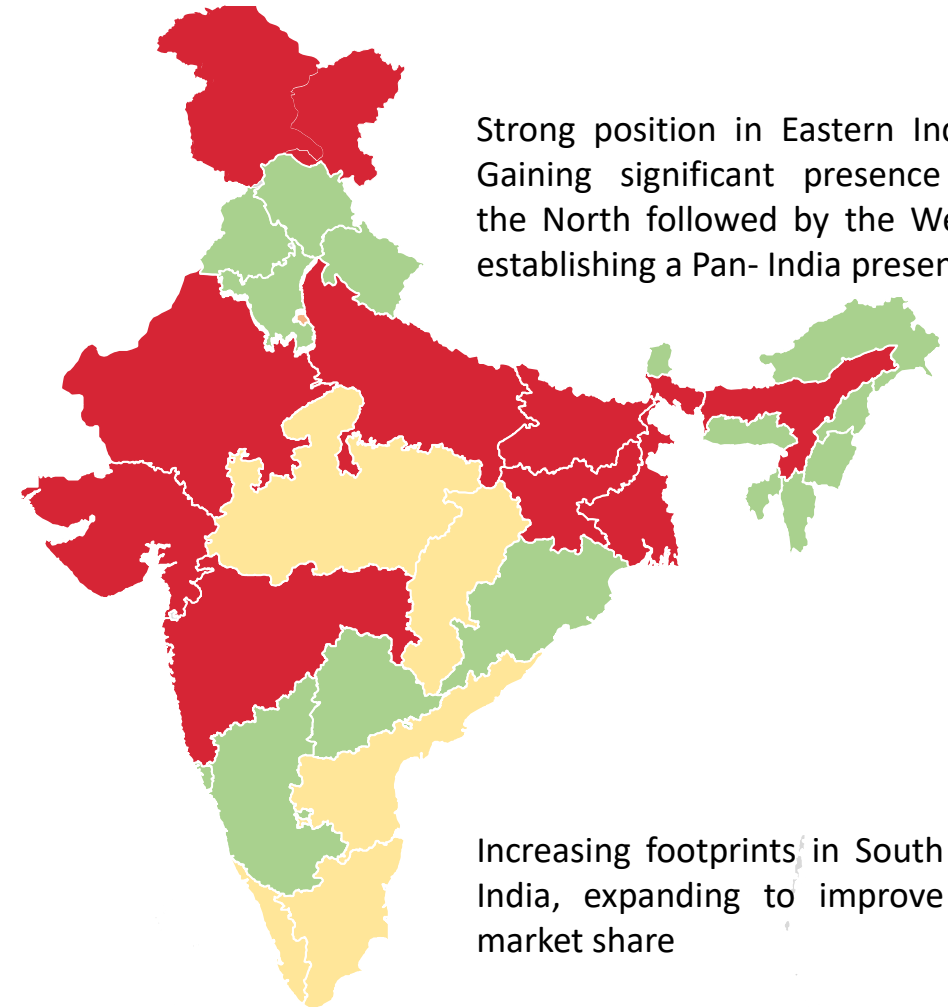 Strong position in Eastern
Gaining significant presence
the North followed by the
establishing a Pan- India
Increasing footprints in South
India, expanding to improve
market share